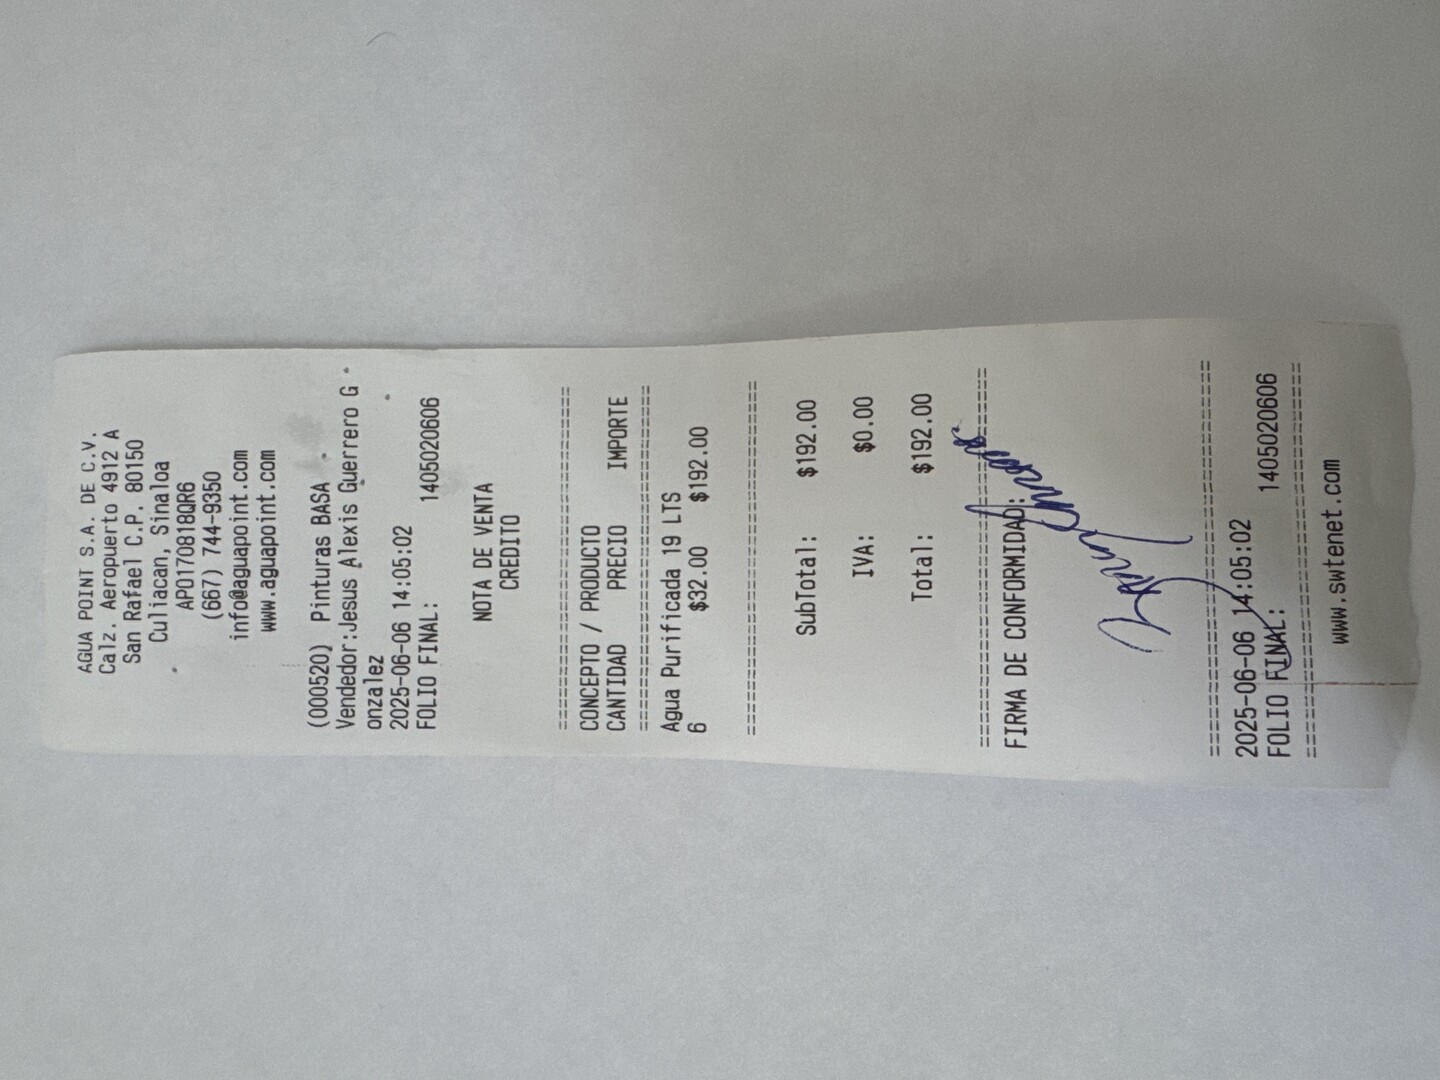 AGUA POINT S.A. DE C.V.
Calz. Aeropuerto 4912 A
San Rafael C.P. 80150
Culiacan, Sinaloa
APO170818QR6
(667) 744-9350
info@aguapoint.com
www.aguapoint.com
(000520) Pinturas BASA
Vendedor:Jesus Alexis Guerrero G
onzalez
2025-06-06 14:05:02
FOLIO FINAL: 1405020606
NOTA DE VENTA
CREDITO
CONCEPTO / PRODUCTO
CANTIDAD PRECIO IMPORTE
Agua Purificada 19 LTS
6 $32.00 $192.00
SubTotal: $192.00
IVA: $0.00
Total: $192.00
FIRMA DE CONFORMIDAD:
2025-06-06 14:05:02
FOLIO FINAL: 1405020606
www.swtenet.com